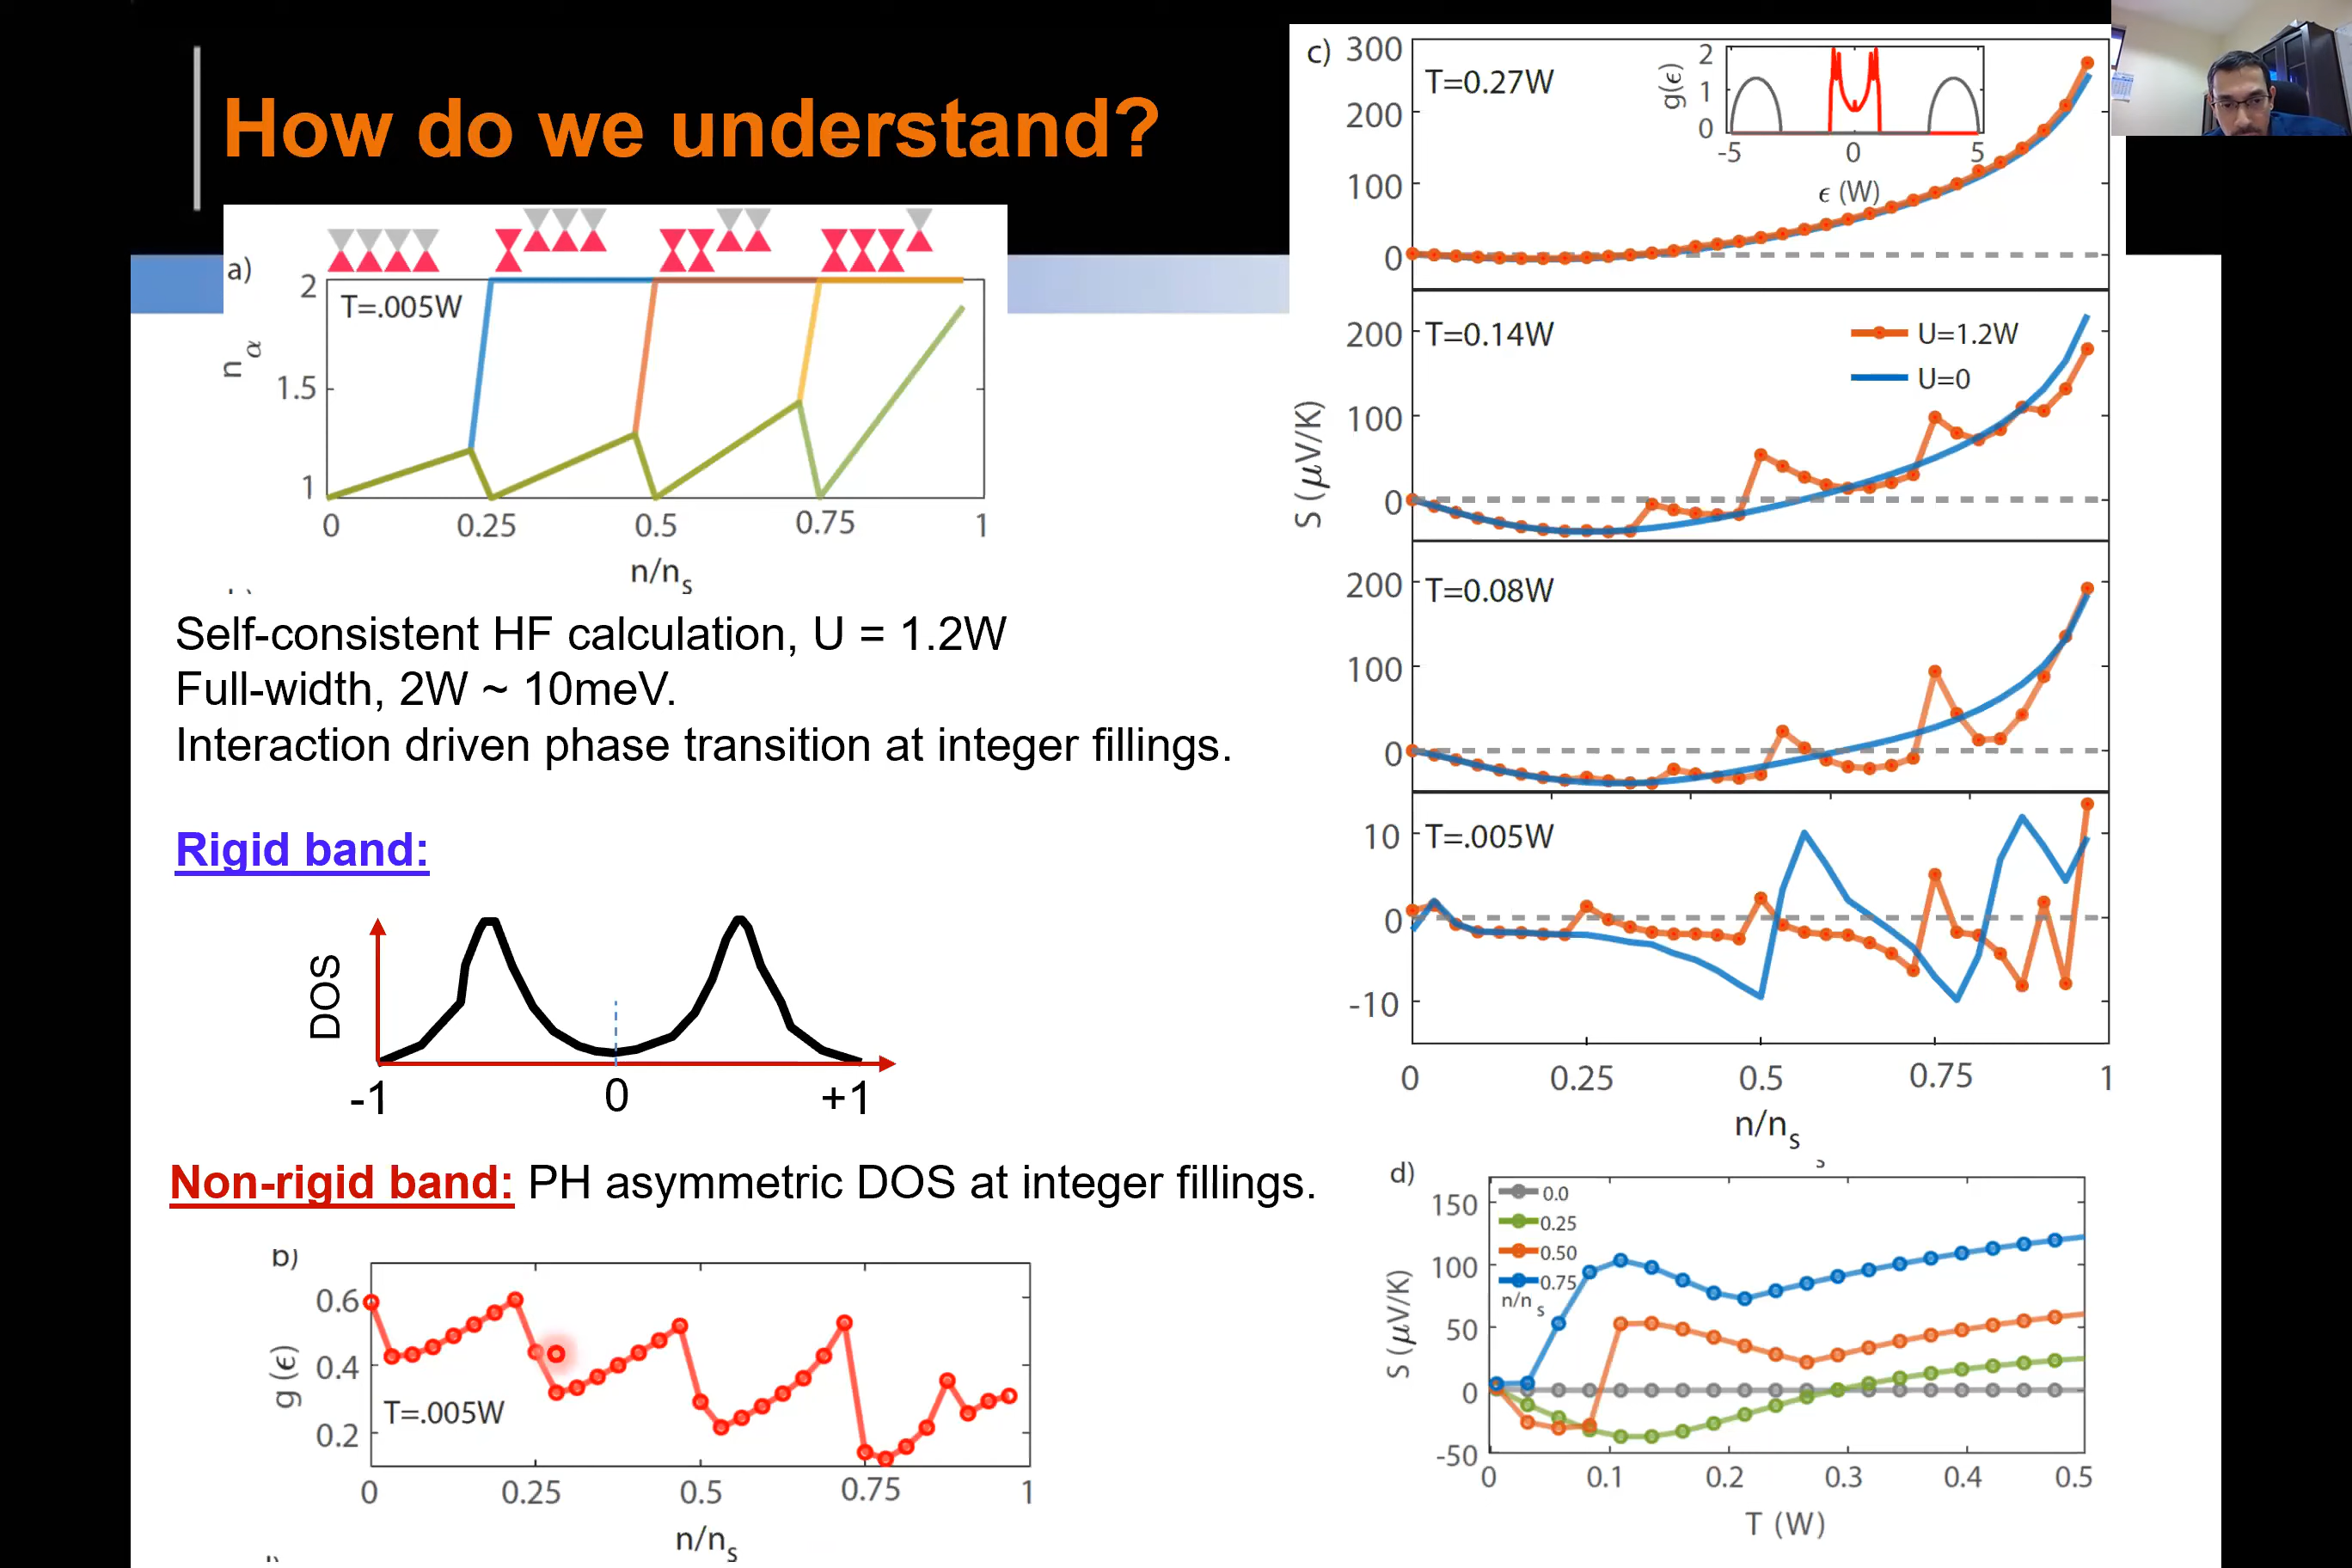 How do we understand?
a)
T=.005W
2
1.5
1
n α
0 0.25 0.5 0.75 1
n/ns
Self-consistent HF calculation, U = 1.2W
Full-width, 2W ~ 10meV.
Interaction driven phase transition at integer fillings.
Rigid band:
DOS
-1 0 +1
Non-rigid band: PH asymmetric DOS at integer fillings.
b)
0.6
0.4
0.2
g (ϵ)
T=.005W
0 0.25 0.5 0.75 1
n/ns
c)
300
200
100
0
T=0.27W
g(ϵ)
2
1
0
-5 0 5
ϵ (W)
200
100
0
T=0.14W
U=1.2W
U=0
S (μV/K)
200
100
0
T=0.08W
10
0
-10
T=.005W
0 0.25 0.5 0.75 1
n/ns
s
d)
150
100
50
0
-50
S (μV/K)
0.0
0.25
0.50
0.75
n/n s
0 0.1 0.2 0.3 0.4 0.5
T (W)